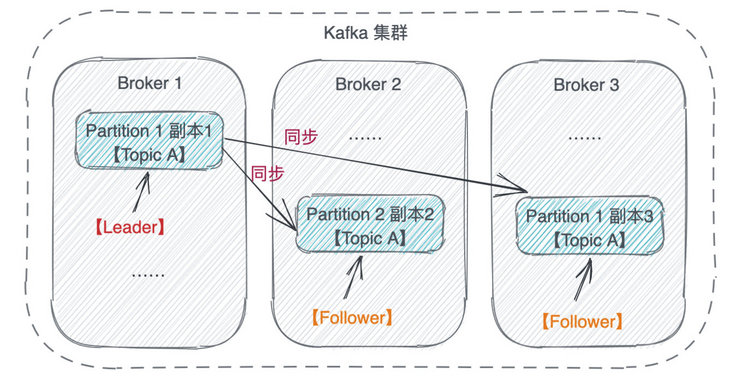 Kafka 集群
Broker 1
Broker 2
Broker 3
Partition 1 副本1
【Topic A】
同步
同步
……
……
Partition 2 副本2
【Topic A】
Partition 1 副本3
【Topic A】
【Leader】
……
【Follower】
【Follower】